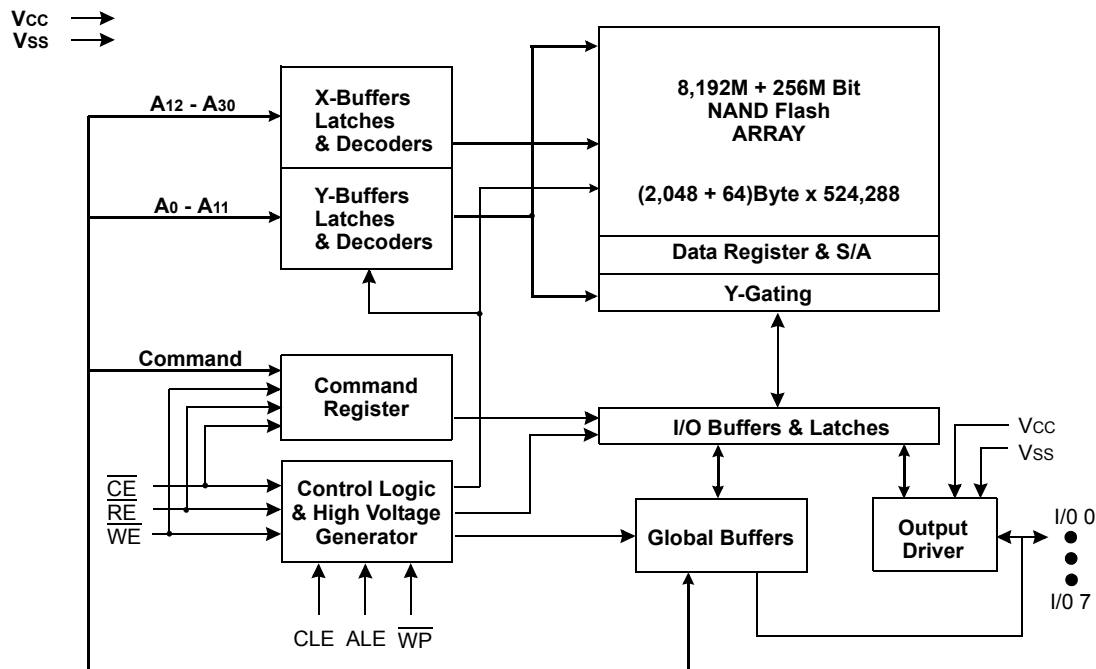 VCC
VSS
A12 - A30
X-Buffers
Latches
& Decoders
A0 - A11
Y-Buffers
Latches
& Decoders
8,192M + 256M Bit
NAND Flash
ARRAY
(2,048 + 64)Byte x 524,288
Data Register & S/A
Y-Gating
Command
Command
Register
I/O Buffers & Latches
VCC
VSS
CE
RE
WE
Control Logic
& High Voltage
Generator
Global Buffers
Output
Driver
I/0 0
I/0 7
CLE
ALE
WP